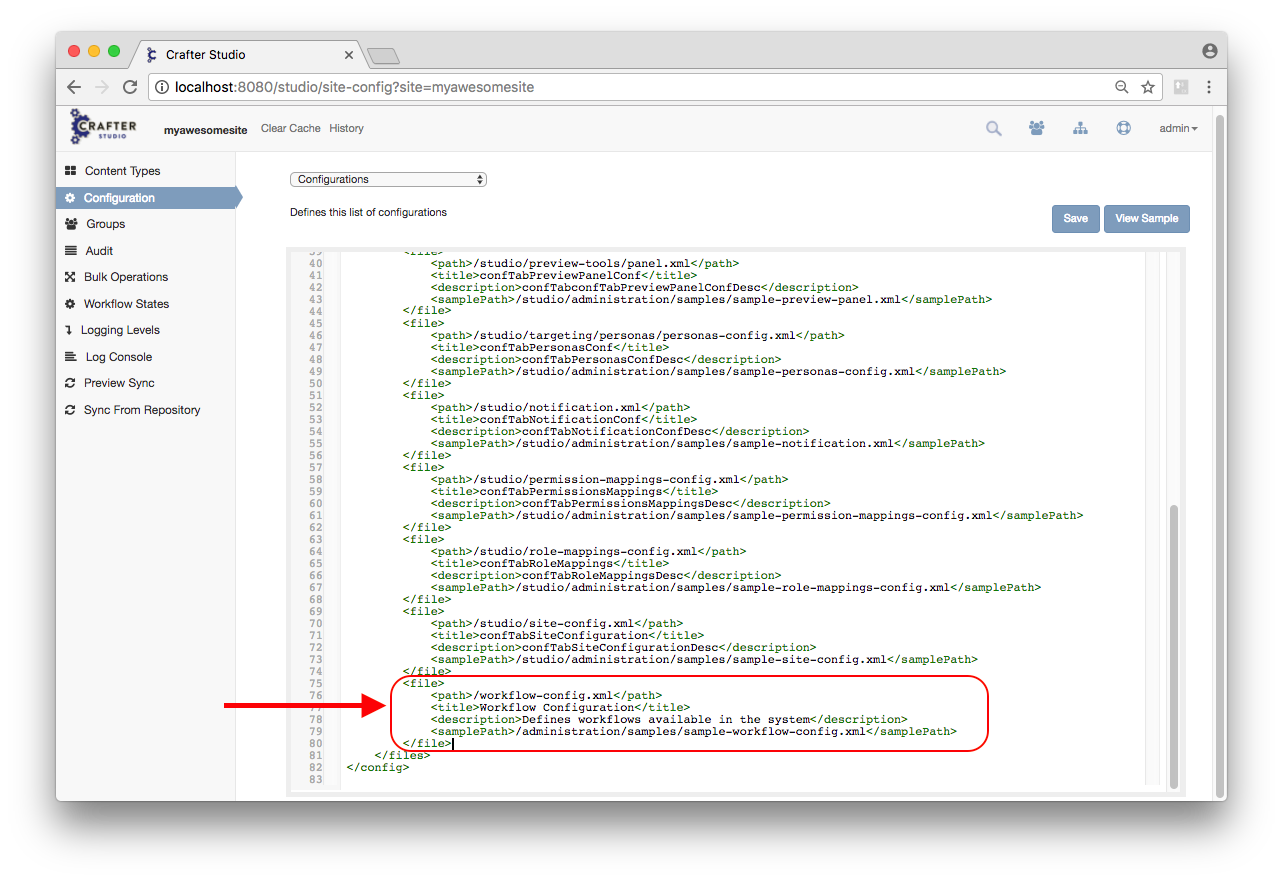 Crafter Studio
localhost:8080/studio/site-config?site=myawesomesite
CRAFTER
STUDIO
myawesomesite
Clear Cache
History
admin
Content Types
Configuration
Groups
Audit
Bulk Operations
Workflow States
Logging Levels
Log Console
Preview Sync
Sync From Repository
Configurations
Defines this list of configurations
Save
View Sample
39 <file>
40 <path>/studio/preview-tools/panel.xml</path>
41 <title>confTabPreviewPanelConf</title>
42 <description>confTabconfTabPreviewPanelConfDesc</description>
43 <samplePath>/studio/administration/samples/sample-preview-panel.xml</samplePath>
44 </file>
45 <file>
46 <path>/studio/targeting/personas/personas-config.xml</path>
47 <title>confTabPersonasConf</title>
48 <description>confTabPersonasConfDesc</description>
49 <samplePath>/studio/administration/samples/sample-personas-config.xml</samplePath>
50 </file>
51 <file>
52 <path>/studio/notification.xml</path>
53 <title>confTabNotificationConf</title>
54 <description>confTabNotificationConfDesc</description>
55 <samplePath>/studio/administration/samples/sample-notification.xml</samplePath>
56 </file>
57 <file>
58 <path>/studio/permission-mappings-config.xml</path>
59 <title>confTabPermissionsMappings</title>
60 <description>confTabPermissionsMappingsDesc</description>
61 <samplePath>/studio/administration/samples/sample-permission-mappings-config.xml</samplePath>
62 </file>
63 <file>
64 <path>/studio/role-mappings-config.xml</path>
65 <title>confTabRoleMappings</title>
66 <description>confTabRoleMappingsDesc</description>
67 <samplePath>/studio/administration/samples/sample-role-mappings-config.xml</samplePath>
68 </file>
69 <file>
70 <path>/studio/site-config.xml</path>
71 <title>confTabSiteConfiguration</title>
72 <description>confTabSiteConfigurationDesc</description>
73 <samplePath>/studio/administration/samples/sample-site-config.xml</samplePath>
74 </file>
75 <file>
76 <path>/workflow-config.xml</path>
77 <title>Workflow Configuration</title>
78 <description>Defines workflows available in the system</description>
79 <samplePath>/administration/samples/sample-workflow-config.xml</samplePath>
80 </file>
81 </files>
82 </config>
83